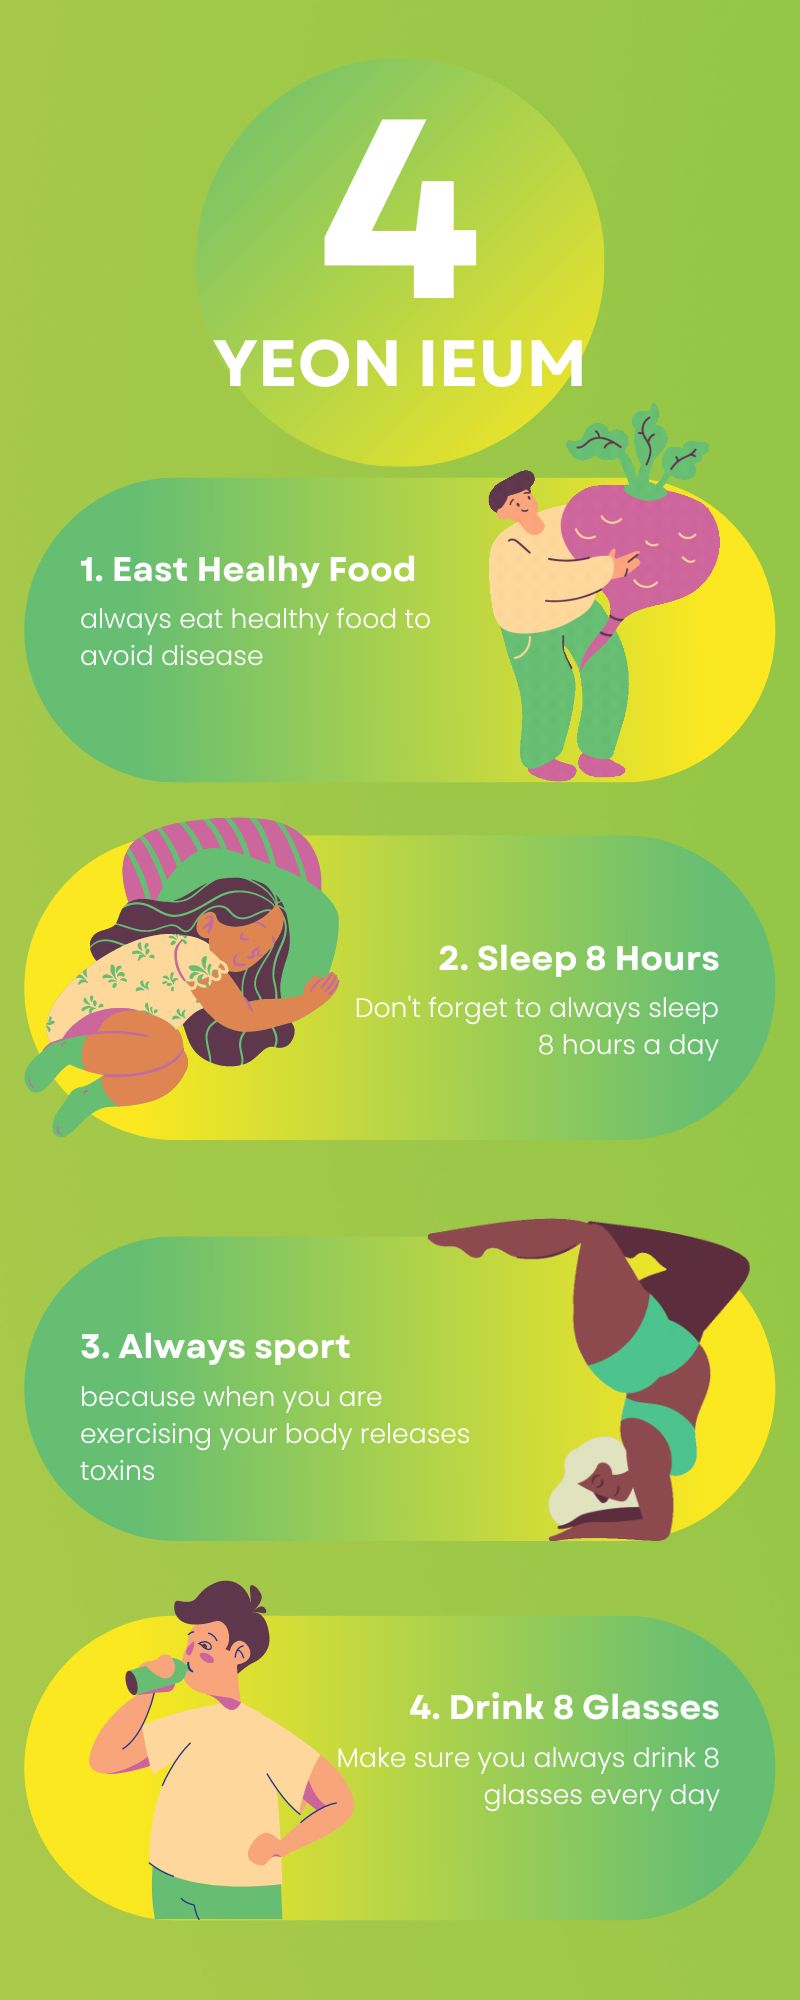 4
YEON IEUM
1. East Healhy Food
always eat healthy food to
avoid disease
2. Sleep 8 Hours
Don't forget to always sleep
8 hours a day
3. Always sport
because when you are
exercising your body releases
toxins
4. Drink 8 Glasses
Make sure you always drink 8
glasses every day